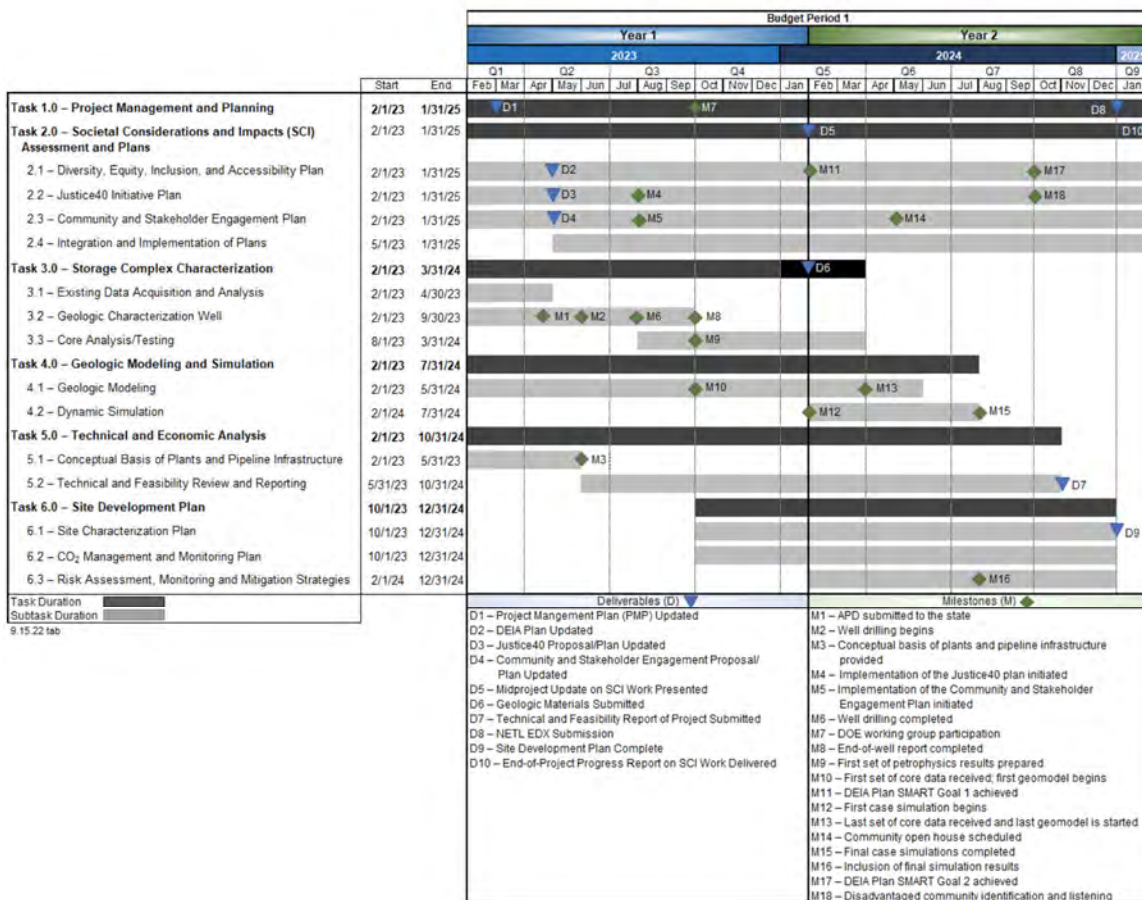 Budget Period 1
Year 1 Year 2
2023 2024 2025
Q1 Q2 Q3 Q4 Q5 Q6 Q7 Q8 Q9
Start End Feb Mar Apr May Jun Jul Aug Sep Oct Nov Dec Jan Feb Mar Apr May Jun Jul Aug Sep Oct Nov Dec Jan
Task 1.0 – Project Management and Planning 2/1/23 1/31/25 D1 M7 D8
Task 2.0 – Societal Considerations and Impacts (SCI) 2/1/23 1/31/25 D5 D10
Assessment and Plans
2.1 – Diversity, Equity, Inclusion, and Accessibility Plan 2/1/23 1/31/25 D2 M11 M17
2.2 – Justice40 Initiative Plan 2/1/23 1/31/25 D3 M4 M18
2.3 – Community and Stakeholder Engagement Plan 2/1/23 1/31/25 D4 M5 M14
2.4 – Integration and Implementation of Plans 5/1/23 1/31/25
Task 3.0 – Storage Complex Characterization 2/1/23 3/31/24 D6
3.1 – Existing Data Acquisition and Analysis 2/1/23 4/30/23
3.2 – Geologic Characterization Well 2/1/23 9/30/23 M1 M2 M6 M8
3.3 – Core Analysis/Testing 8/1/23 3/31/24 M9
Task 4.0 – Geologic Modeling and Simulation 2/1/23 7/31/24
4.1 – Geologic Modeling 2/1/23 5/31/24 M10 M13
4.2 – Dynamic Simulation 2/1/24 7/31/24 M12 M15
Task 5.0 – Technical and Economic Analysis 2/1/23 10/31/24
5.1 – Conceptual Basis of Plants and Pipeline Infrastructure 2/1/23 5/31/23 M3
5.2 – Technical and Feasibility Review and Reporting 5/31/23 10/31/24 D7
Task 6.0 – Site Development Plan 10/1/23 12/31/24
6.1 – Site Characterization Plan 10/1/23 12/31/24 D9
6.2 – CO2 Management and Monitoring Plan 10/1/23 12/31/24
6.3 – Risk Assessment, Monitoring and Mitigation Strategies 2/1/24 12/31/24 M16
Task Duration
Subtask Duration
9.15.22 tab
Deliverables (D)
D1 – Project Mangement Plan (PMP) Updated
D2 – DEIA Plan Updated
D3 – Justice40 Proposal/Plan Updated
D4 – Community and Stakeholder Engagement Proposal/
Plan Updated
D5 – Midproject Update on SCI Work Presented
D6 – Geologic Materials Submitted
D7 – Technical and Feasibility Report of Project Submitted
D8 – NETL EDX Submission
D9 – Site Development Plan Complete
D10 – End-of-Project Progress Report on SCI Work Delivered
Milestones (M)
M1 – APD submitted to the state
M2 – Well drilling begins
M3 – Conceptual basis of plants and pipeline infrastructure
provided
M4 – Implementation of the Justice40 plan initiated
M5 – Implementation of the Community and Stakeholder
Engagement Plan initiated
M6 – Well drilling completed
M7 – DOE working group participation
M8 – End-of-well report completed
M9 – First set of petrophysics results prepared
M10 – First set of core data received; first geomodel begins
M11 – DEIA Plan SMART Goal 1 achieved
M12 – First case simulation begins
M13 – Last set of core data received and last geomodel is started
M14 – Community open house scheduled
M15 – Final case simulations completed
M16 – Inclusion of final simulation results
M17 – DEIA Plan SMART Goal 2 achieved
M18 – Disadvantaged community identification and listening